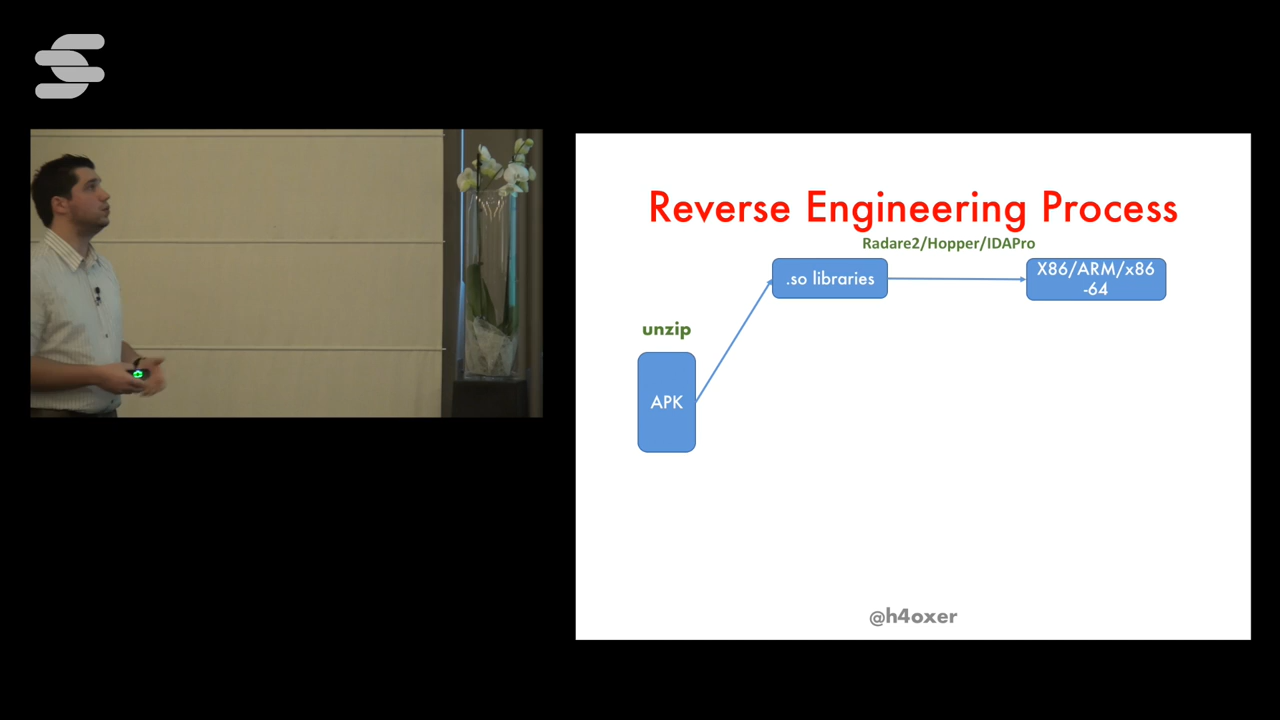 Reverse Engineering Process
Radare2/Hopper/IDAPro
.so libraries
X86/ARM/x86
-64
unzip
APK
@h4oxer